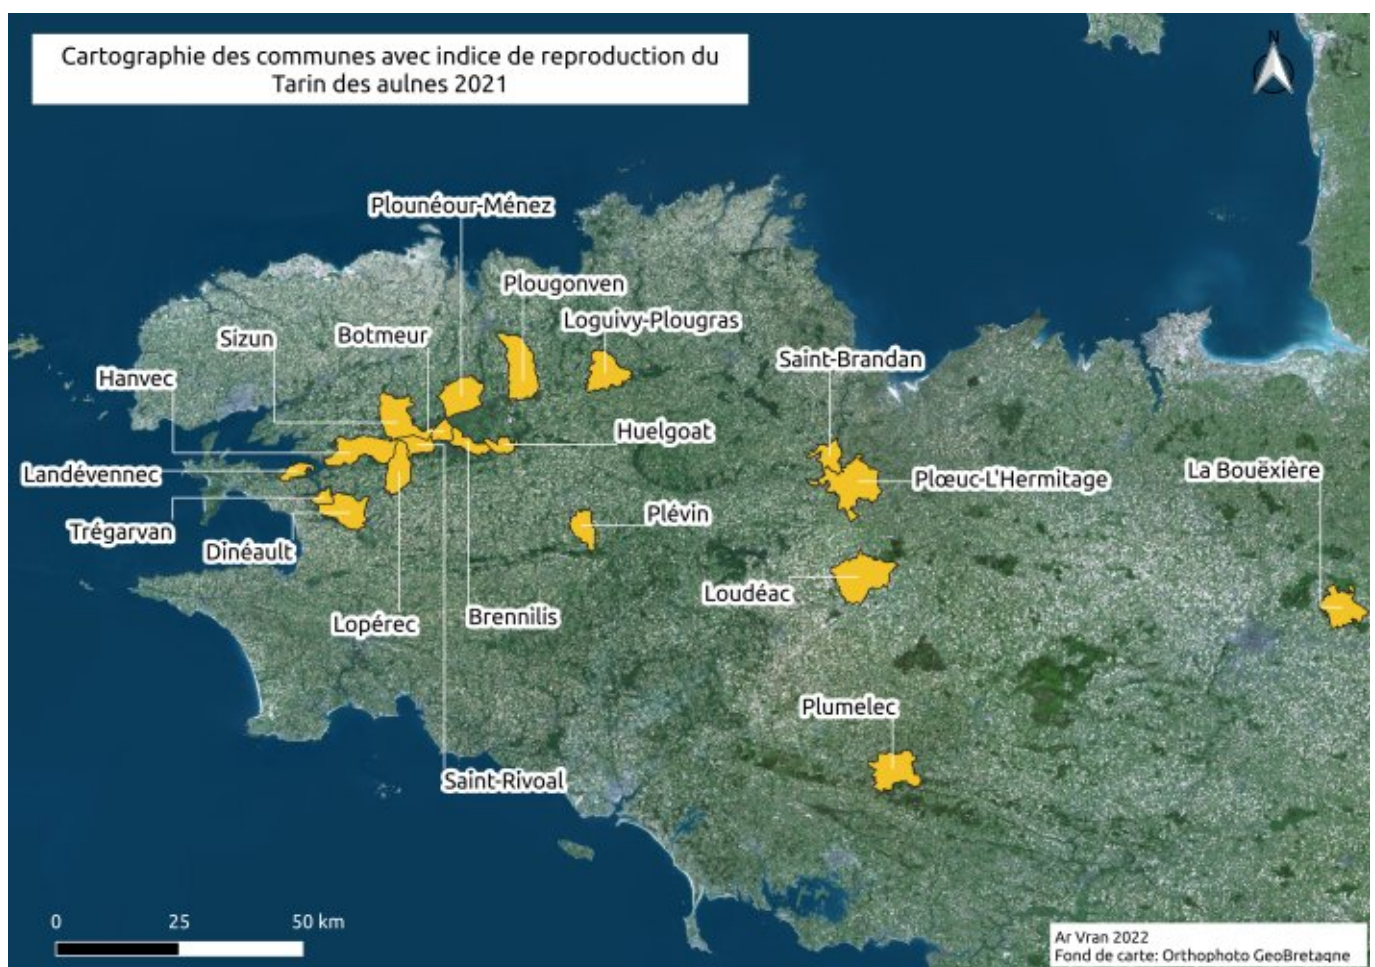 Cartographie des communes avec indice de reproduction du
Tarin des aulnes 2021
N
Plounéour-Ménez
Plougonven
Loguivy-Plougras
Botmeur
Sizun
Saint-Brandan
Hanvec
Huelgoat
La Bouëxière
Landévennec
Plœuc-L'Hermitage
Plévin
Trégarvan
Dinéault
Loudéac
Brennilis
Lopérec
Plumelec
Saint-Rivoal
0 25 50 km
Ar Vran 2022
Fond de carte: Orthophoto GeoBretagne